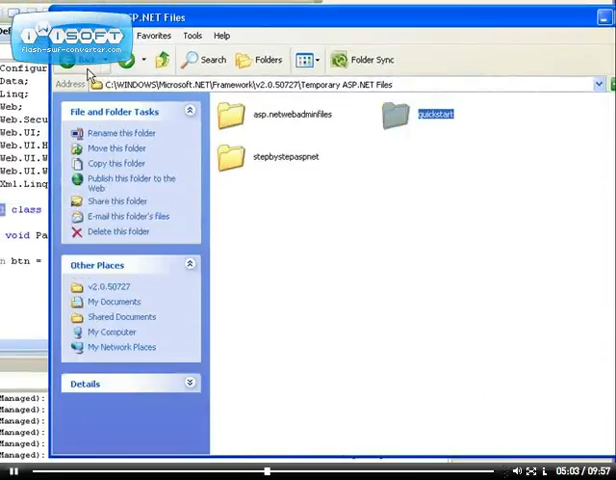 ASP.NET Files
iWiSOFT
flash-swf-converter.com
Favorites Tools Help
Back Search Folders Folder Sync
Address C:\WINDOWS\Microsoft.NET\Framework\v2.0.50727\Temporary ASP.NET Files
Configur
Data;
Linq;
Web;
Web.Secu
Web.UI;
Web.UI.H
Web.UI.W
Xml.Linq
class
void Pa
n btn =
File and Folder Tasks
Rename this folder
Move this folder
Copy this folder
Publish this folder to the
Web
Share this folder
E-mail this folder's files
Delete this folder
Other Places
v2.0.50727
My Documents
Shared Documents
My Computer
My Network Places
Details
asp.netwebadminfiles
quickstart
stepbystepaspnet
Managed):
Managed):
Managed):
Managed):
Managed):
Managed):
05:03 / 09:57